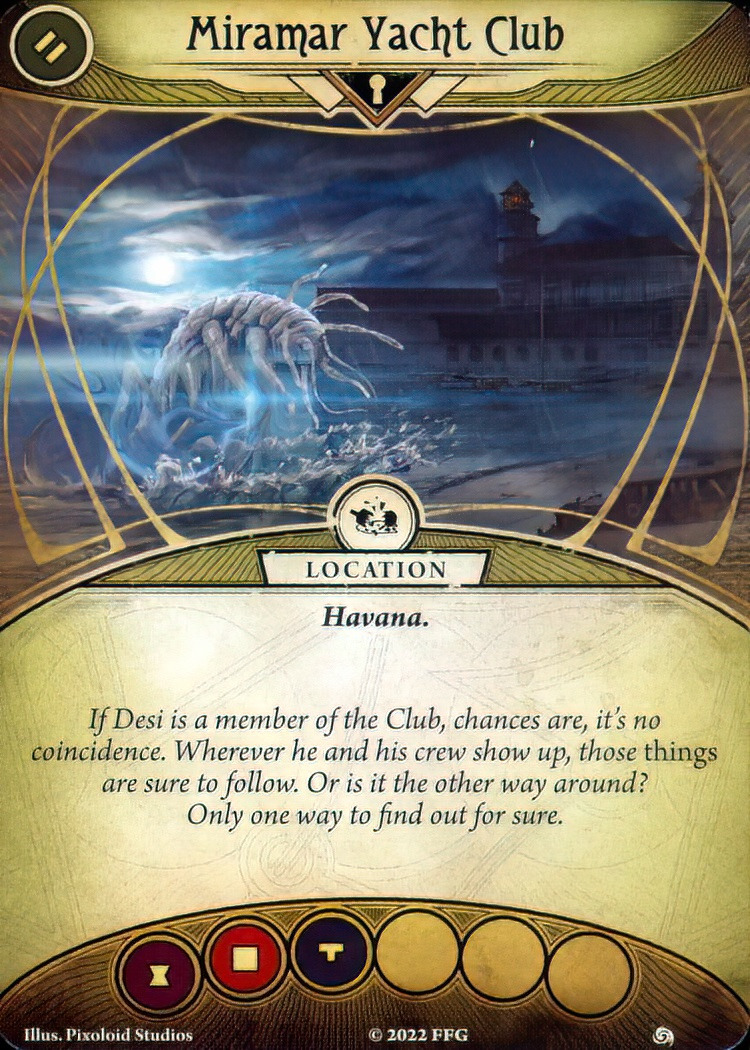 Miramar Yacht Club
LOCATION
Havana.
If Desi is a member of the Club, chances are, it's no
coincidence. Wherever he and his crew show up, those things
are sure to follow. Or is it the other way around?
Only one way to find out for sure.
Illus. Pixoloid Studios © 2022 FFG